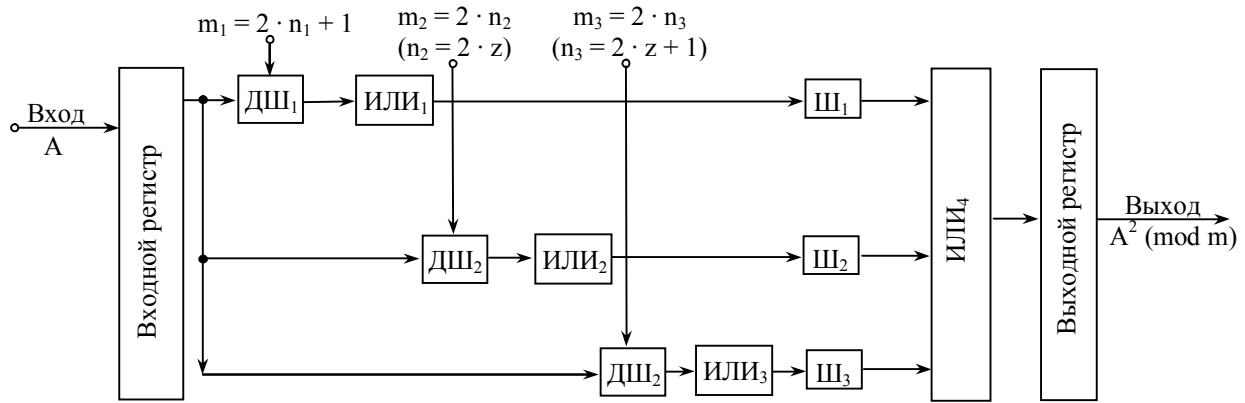 m₁ = 2 · n₁ + 1
m₂ = 2 · n₂
(n₂ = 2 · z)
m₃ = 2 · n₃
(n₃ = 2 · z + 1)
Вход
A
Входной регистр
ДШ₁
ИЛИ₁
Ш₁
ДШ₂
ИЛИ₂
Ш₂
ДШ₂
ИЛИ₃
Ш₃
ИЛИ₄
Выходной регистр
Выход
A² (mod m)